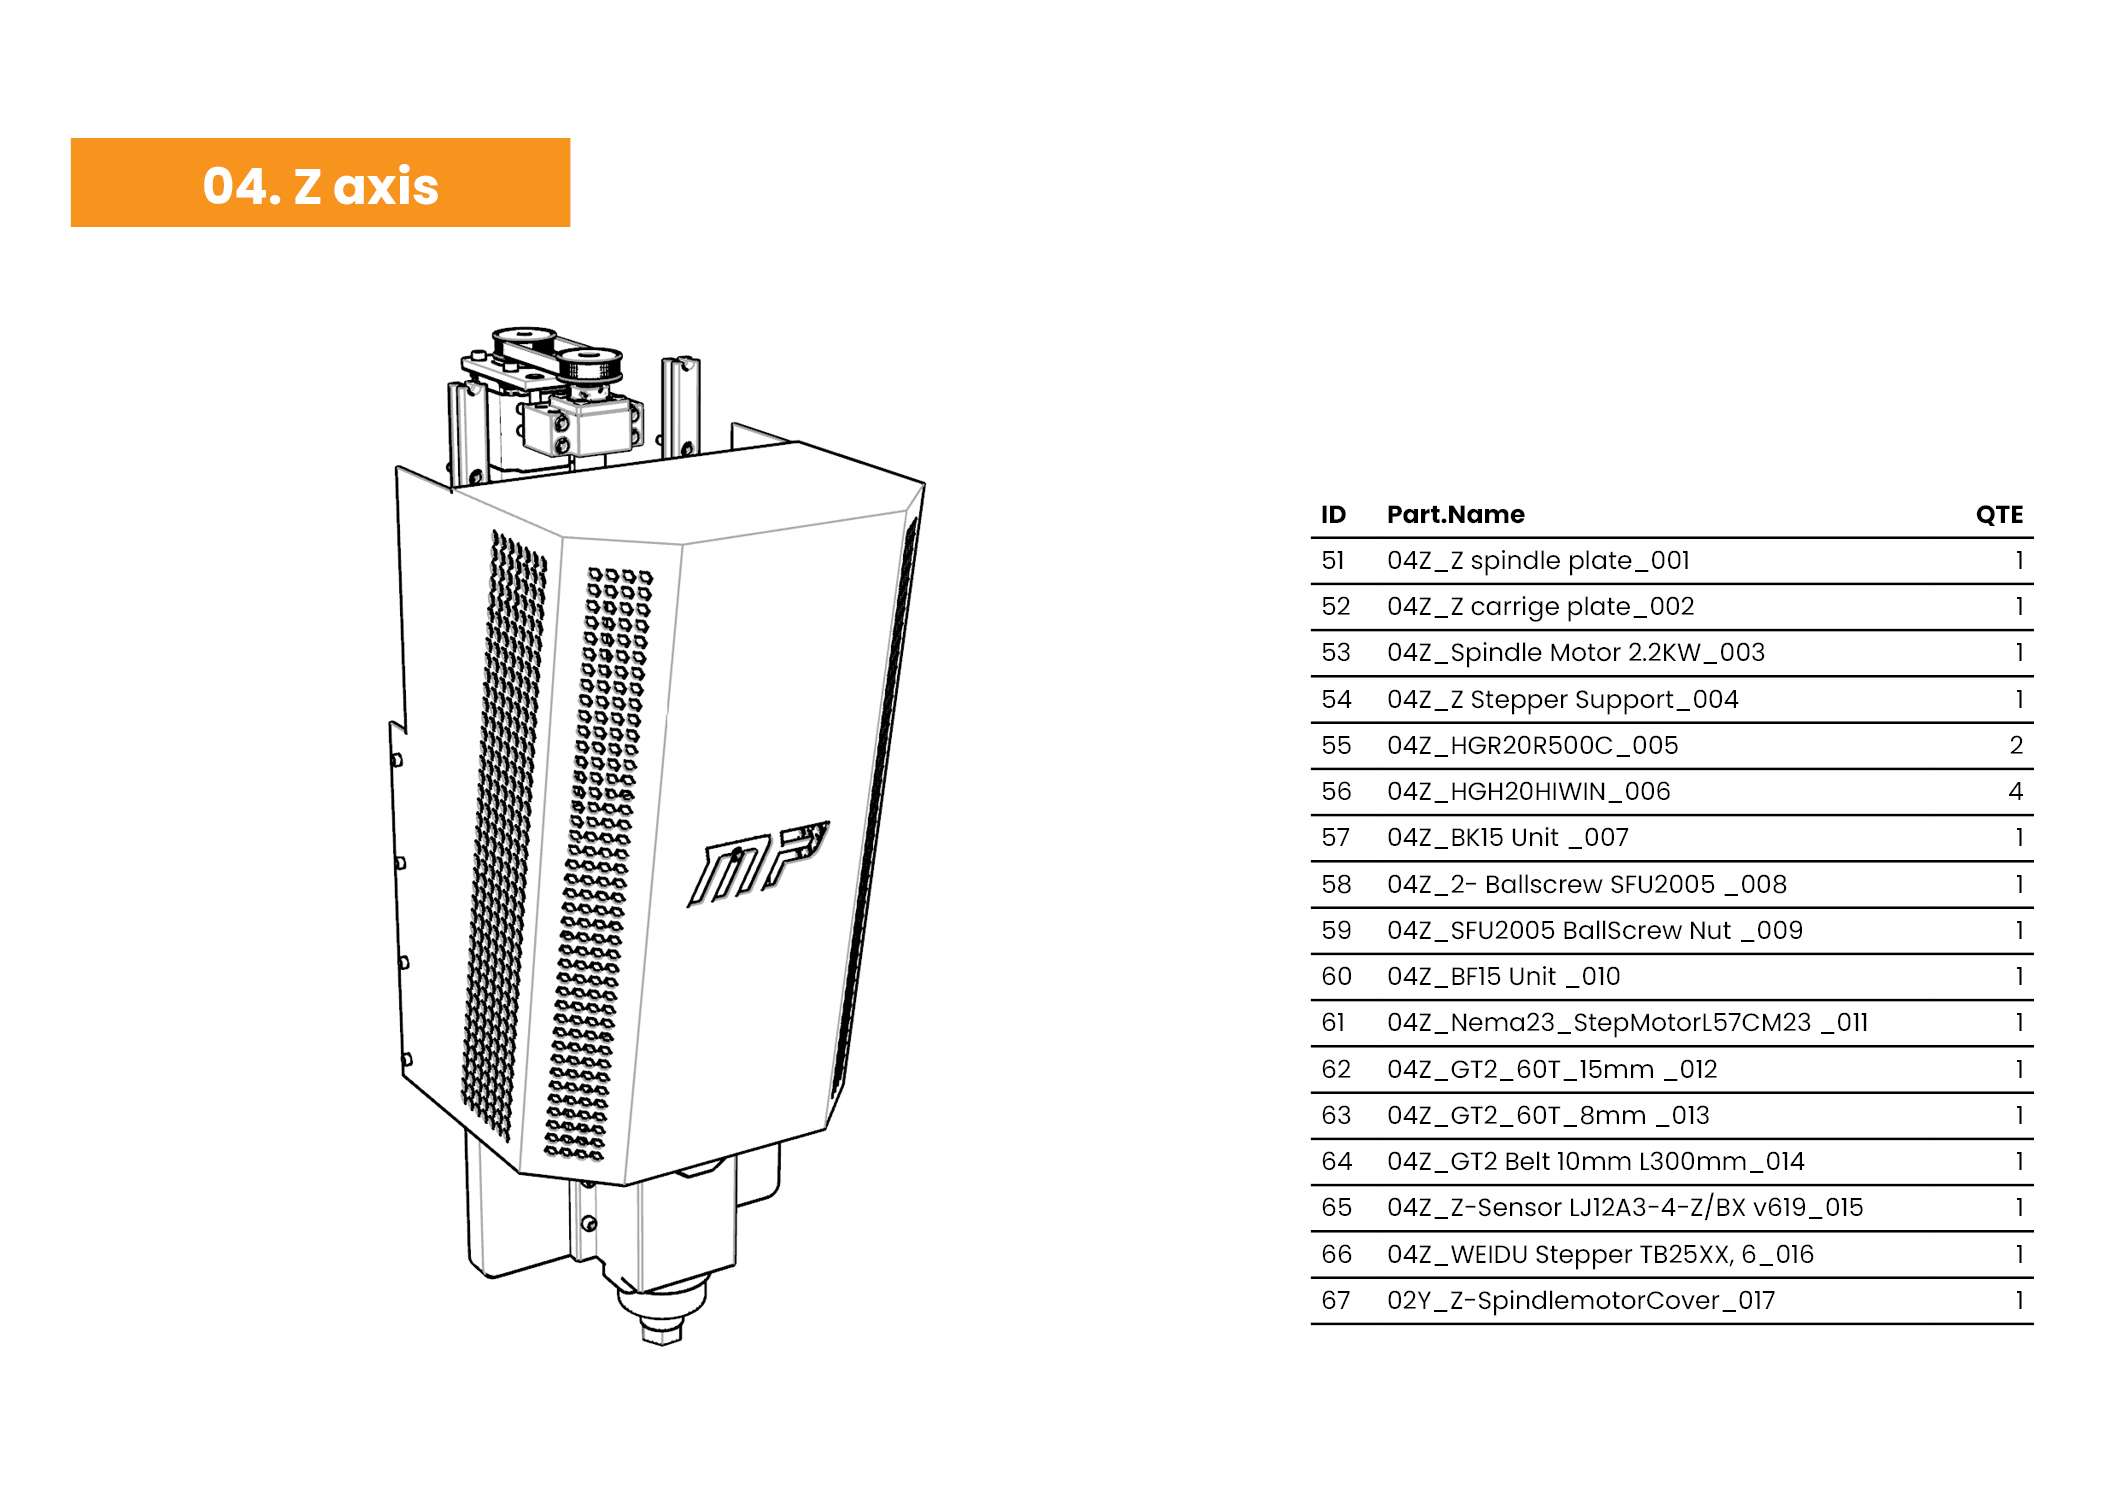 04. Z axis
MP
ID Part.Name QTE
51 04Z_Z spindle plate_001 1
52 04Z_Z carrige plate_002 1
53 04Z_Spindle Motor 2.2KW_003 1
54 04Z_Z Stepper Support_004 1
55 04Z_HGR20R500C_005 2
56 04Z_HGH20HIWIN_006 4
57 04Z_BK15 Unit _007 1
58 04Z_2- Ballscrew SFU2005 _008 1
59 04Z_SFU2005 BallScrew Nut _009 1
60 04Z_BF15 Unit _010 1
61 04Z_Nema23_StepMotorL57CM23 _011 1
62 04Z_GT2_60T_15mm _012 1
63 04Z_GT2_60T_8mm _013 1
64 04Z_GT2 Belt 10mm L300mm_014 1
65 04Z_Z-Sensor LJ12A3-4-Z/BX v619_015 1
66 04Z_WEIDU Stepper TB25XX, 6_016 1
67 02Y_Z-SpindlemotorCover_017 1